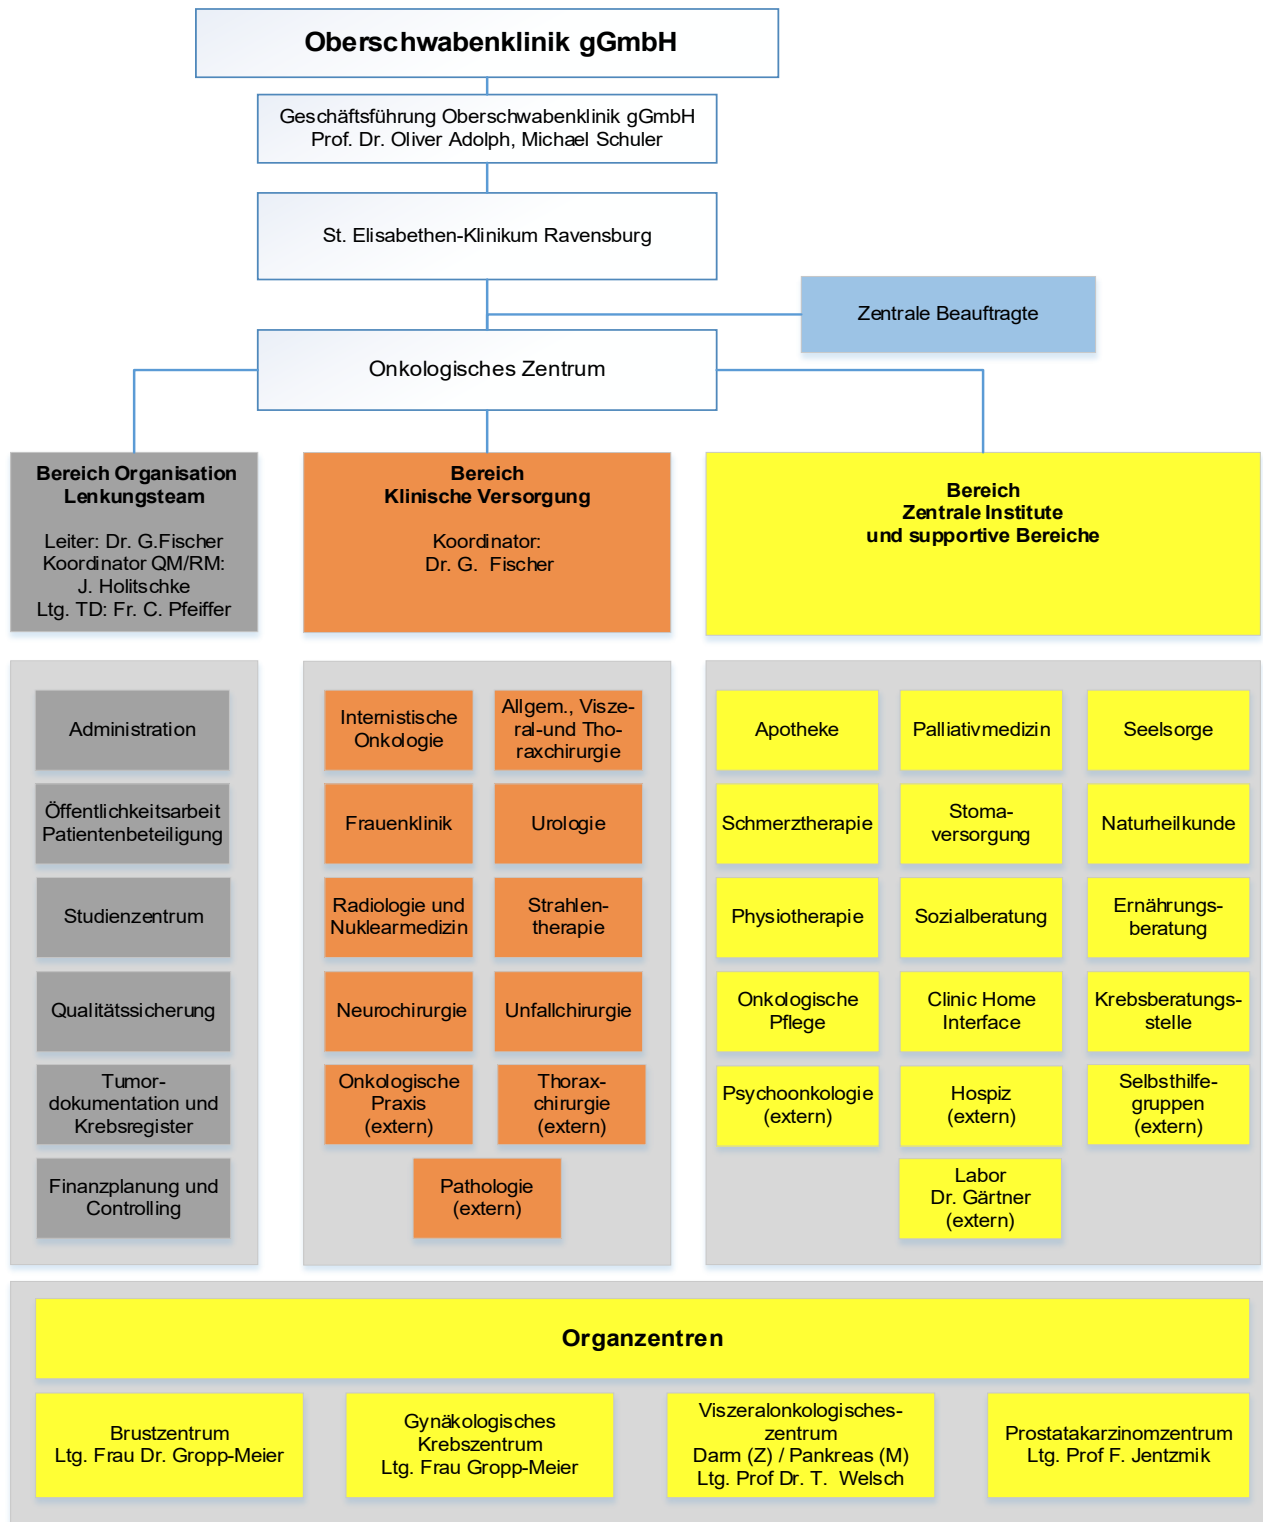 Oberschwabenklinik gGmbH
Geschäftsführung Oberschwabenklinik gGmbH
Prof. Dr. Oliver Adolph, Michael Schuler
St. Elisabethen-Klinikum Ravensburg
Zentrale Beauftragte
Onkologisches Zentrum
Bereich Organisation
Lenkungsteam
Leiter: Dr. G.Fischer
Koordinator QM/RM:
J. Holitschke
Ltg. TD: Fr. C. Pfeiffer
Bereich
Klinische Versorgung
Koordinator:
Dr. G. Fischer
Bereich
Zentrale Institute
und supportive Bereiche
Administration
Öffentlichkeitsarbeit
Patientenbeteiligung
Studienzentrum
Qualitätssicherung
Tumor-
dokumentation und
Krebsregister
Finanzplanung und
Controlling
Internistische
Onkologie
Allgem., Visze-
ral-und Tho-
raxchirurgie
Frauenklinik
Urologie
Radiologie und
Nuklearmedizin
Strahlen-
therapie
Neurochirurgie
Unfallchirurgie
Onkologische
Praxis
(extern)
Thorax-
chirurgie
(extern)
Pathologie
(extern)
Apotheke
Palliativmedizin
Seelsorge
Schmerztherapie
Stoma-
versorgung
Naturheilkunde
Physiotherapie
Sozialberatung
Ernährungs-
beratung
Onkologische
Pflege
Clinic Home
Interface
Krebsberatungs-
stelle
Psychoonkologie
(extern)
Hospiz
(extern)
Selbsthilfe-
gruppen
(extern)
Labor
Dr. Gärtner
(extern)
Organzentren
Brustzentrum
Ltg. Frau Dr. Gropp-Meier
Gynäkologisches
Krebszentrum
Ltg. Frau Gropp-Meier
Viszeralonkologisches-
zentrum
Darm (Z) / Pankreas (M)
Ltg. Prof Dr. T. Welsch
Prostatakarzinomzentrum
Ltg. Prof F. Jentzmik